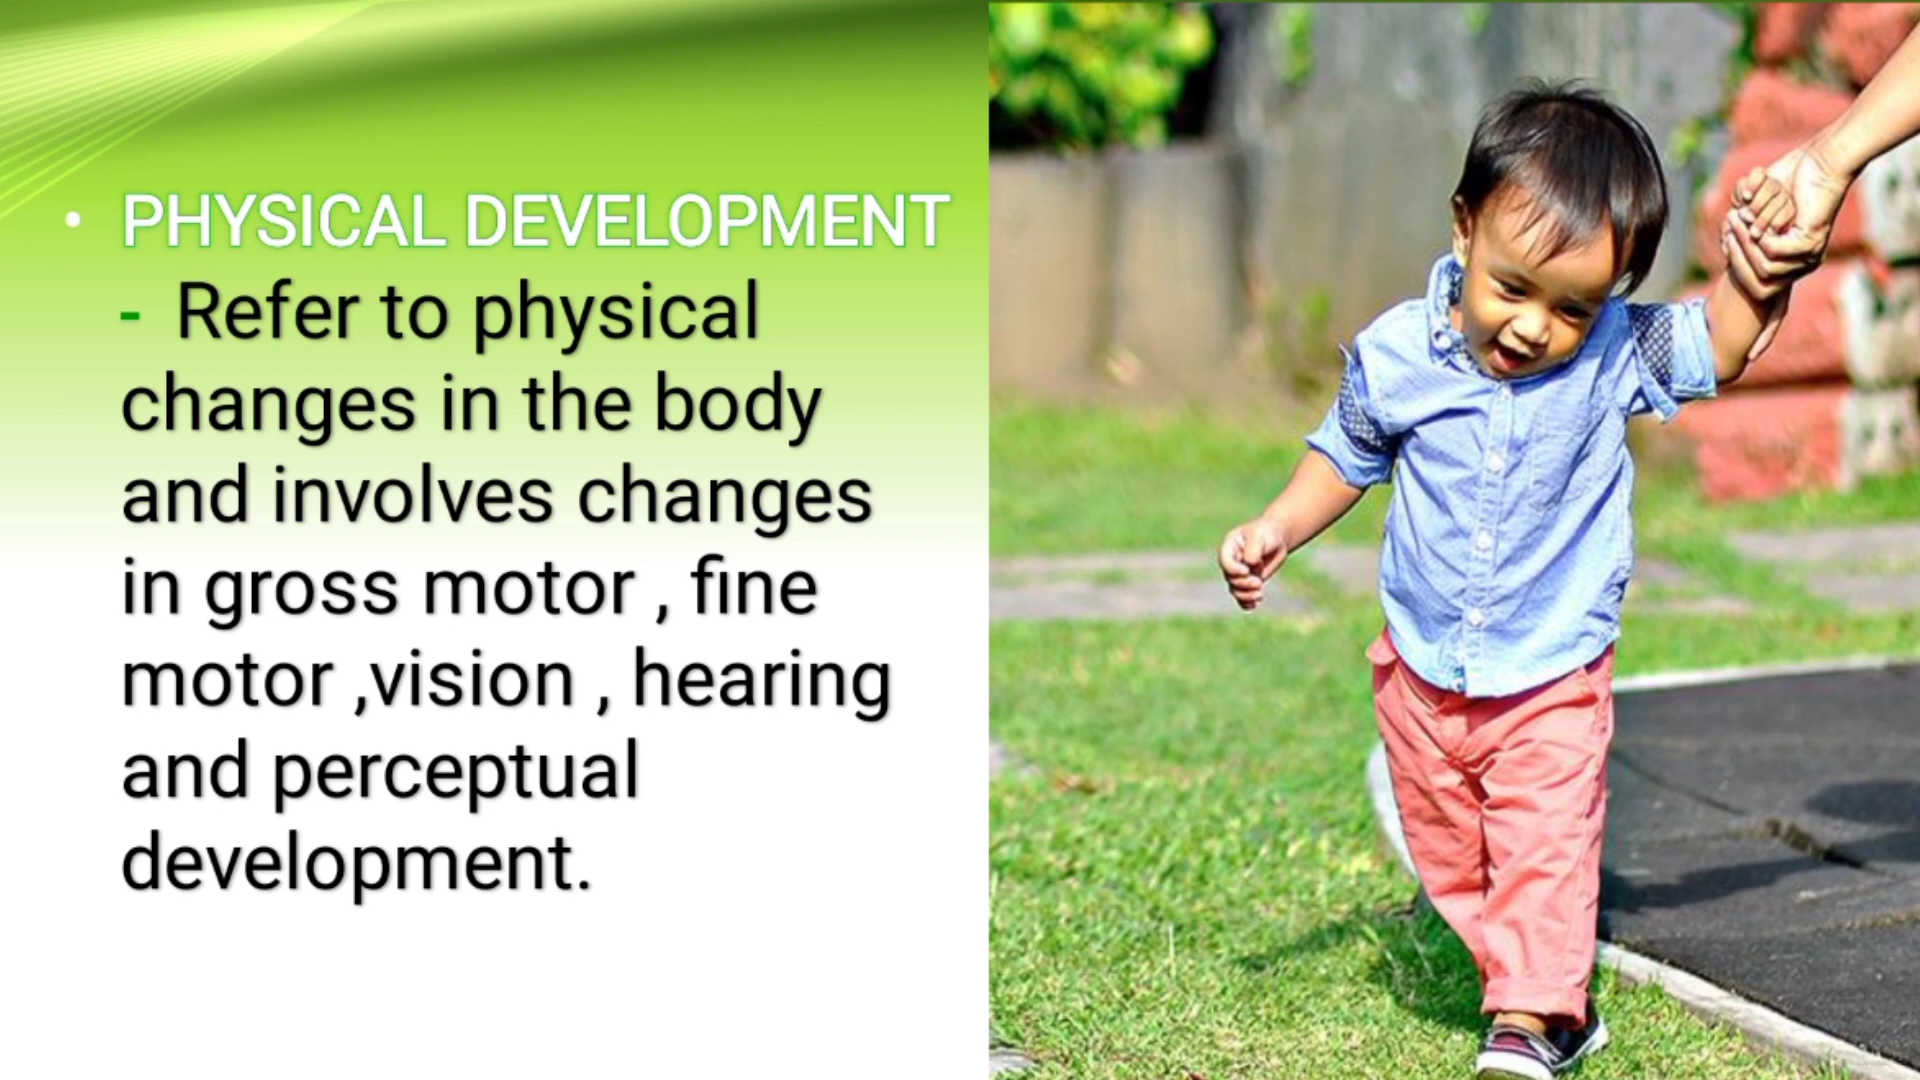 • PHYSICAL DEVELOPMENT
- Refer to physical
changes in the body
and involves changes
in gross motor , fine
motor ,vision , hearing
and perceptual
development.